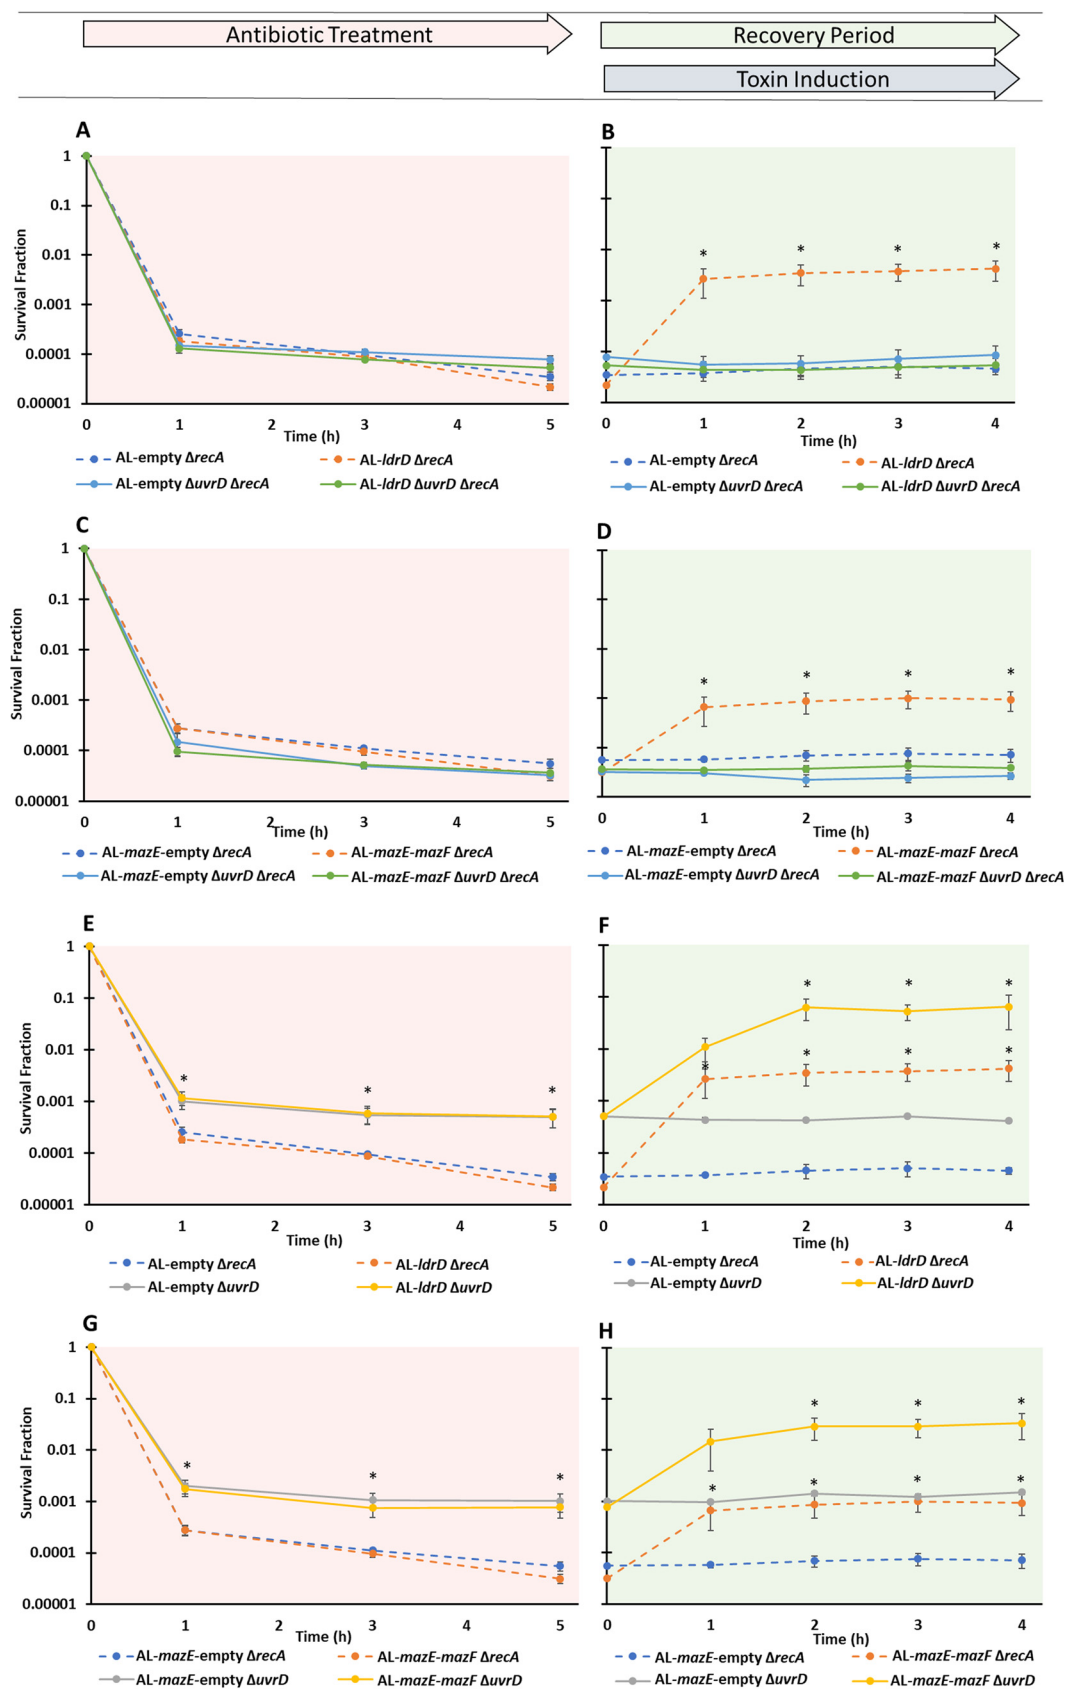 Antibiotic Treatment
Recovery Period
Toxin Induction
A
B
Survival Fraction
1
0.1
0.01
0.001
0.0001
0.00001
* * * *
0 1 2 3 4 5
Time (h)
0 1 2 3 4
Time (h)
AL-empty ΔrecA AL-ldrD ΔrecA
AL-empty ΔuvrD ΔrecA AL-ldrD ΔuvrD ΔrecA
AL-empty ΔrecA AL-ldrD ΔrecA
AL-empty ΔuvrD ΔrecA AL-ldrD ΔuvrD ΔrecA
C
D
Survival Fraction
1
0.1
0.01
0.001
0.0001
0.00001
* * * *
0 1 2 3 4 5
Time (h)
0 1 2 3 4
Time (h)
AL-mazE-empty ΔrecA AL-mazE-mazF ΔrecA
AL-mazE-empty ΔuvrD ΔrecA AL-mazE-mazF ΔuvrD ΔrecA
AL-mazE-empty ΔrecA AL-mazE-mazF ΔrecA
AL-mazE-empty ΔuvrD ΔrecA AL-mazE-mazF ΔuvrD ΔrecA
E
F
Survival Fraction
1
0.1
0.01
0.001
0.0001
0.00001
* * *
* * *
* * * *
0 1 2 3 4 5
Time (h)
0 1 2 3 4
Time (h)
AL-empty ΔrecA AL-ldrD ΔrecA
AL-empty ΔuvrD AL-ldrD ΔuvrD
AL-empty ΔrecA AL-ldrD ΔrecA
AL-empty ΔuvrD AL-ldrD ΔuvrD
G
H
Survival Fraction
1
0.1
0.01
0.001
0.0001
0.00001
* * *
* * *
* * * *
0 1 2 3 4 5
Time (h)
0 1 2 3 4
Time (h)
AL-mazE-empty ΔrecA AL-mazE-mazF ΔrecA
AL-mazE-empty ΔuvrD AL-mazE-mazF ΔuvrD
AL-mazE-empty ΔrecA AL-mazE-mazF ΔrecA
AL-mazE-empty ΔuvrD AL-mazE-mazF ΔuvrD